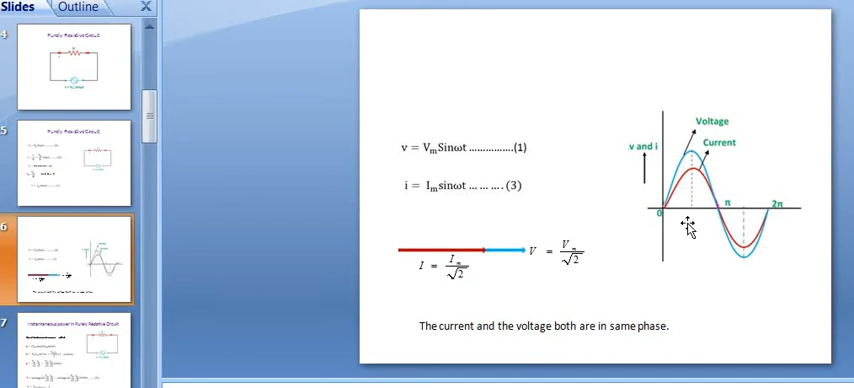 Slides
Outline
X
4
Purely Resistive Circuit
5
Purely Resistive Circuit
6
7
Instantaneous power in Purely Resistive Circuit
v = VmSinωt ................(1)
i = Imsinωt ... ... ... . (3)
I = Im/√2
V = Vm/√2
The current and the voltage both are in same phase.
Voltage
Current
.v and i
0
π
2π